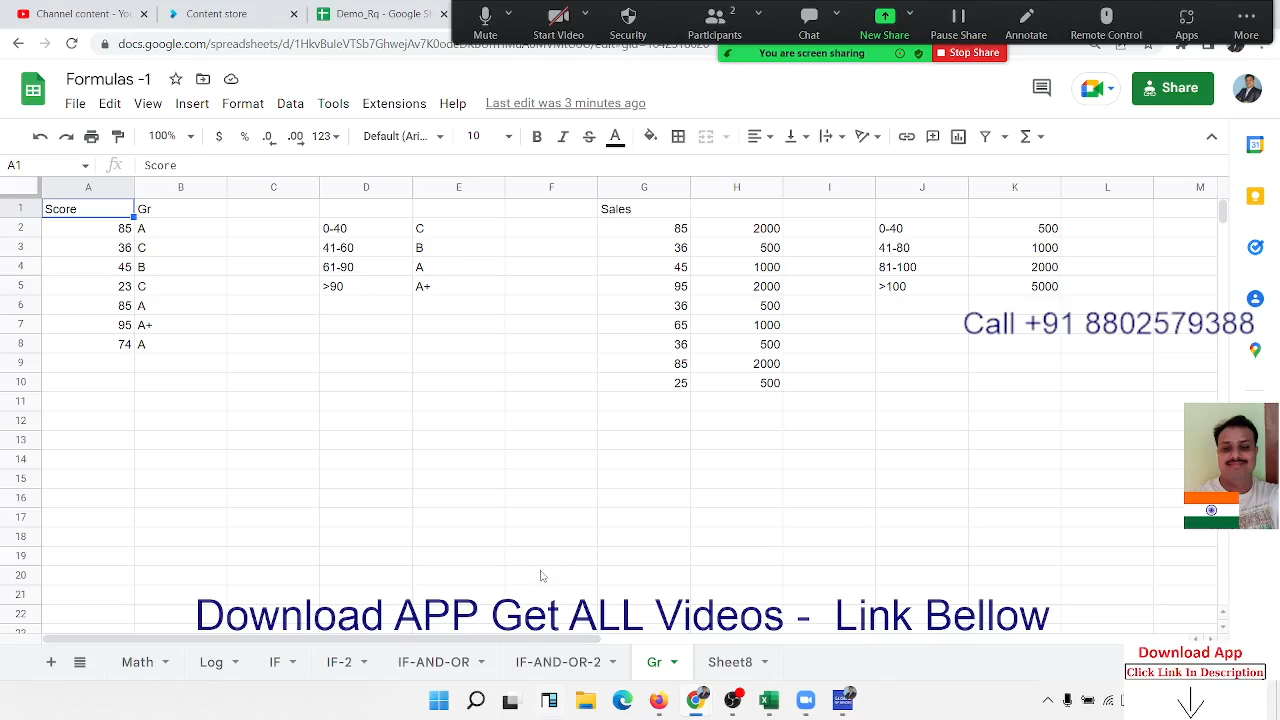 Current account
ontent store
Demo_Gr - Google S
Mute
Start Video
Security
Participants
2
Chat
New Share
Pause Share
Annotate
Remote Control
Apps
More
You are screen sharing
Stop Share
Formulas -1
Share
File Edit View Insert Format Data Tools Extensions Help Last edit was 3 minutes ago
100% $ % .0 .00 123 Default (Ari... 10
A1 fx Score
A B C D E F G H I J K L M
1 Score Gr Sales
2 85 A 0-40 C 85 2000 0-40 500
3 36 C 41-60 B 36 500 41-80 1000
4 45 B 61-90 A 45 1000 81-100 2000
5 23 C >90 A+ 95 2000 >100 5000
6 85 A 36 500
7 95 A+ 65 1000
8 74 A 36 500
9 85 2000
10 25 500
11
12
13
14
15
16
17
18
19
20
21
22
Call +91 8802579388
Download APP Get ALL Videos - Link Bellow
Math Log IF IF-2 IF-AND-OR IF-AND-OR-2 Gr Sheet8
Download App
Click Link In Description